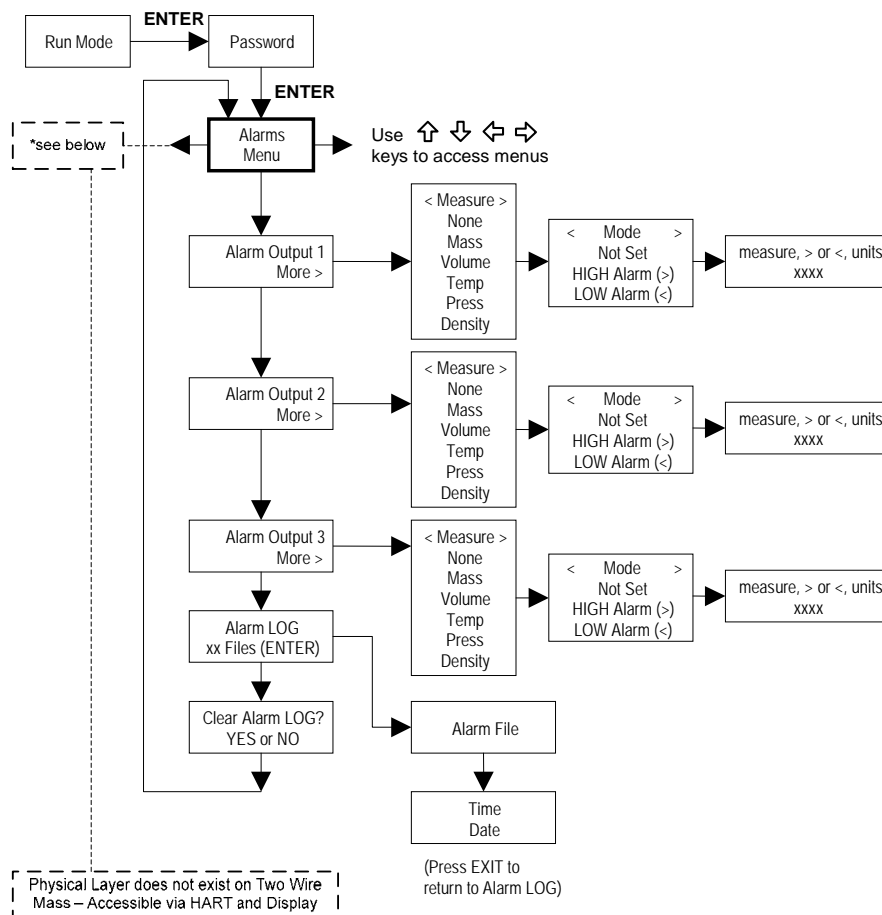 ENTER
Run Mode
Password
ENTER
*see below
Alarms
Menu
Use
keys to access menus
Alarm Output 1
More >
< Measure >
None
Mass
Volume
Temp
Press
Density
< Mode >
Not Set
HIGH Alarm (>)
LOW Alarm (<)
measure, > or <, units
xxxx
Alarm Output 2
More >
< Measure >
None
Mass
Volume
Temp
Press
Density
< Mode >
Not Set
HIGH Alarm (>)
LOW Alarm (<)
measure, > or <, units
xxxx
Alarm Output 3
More >
< Measure >
None
Mass
Volume
Temp
Press
Density
< Mode >
Not Set
HIGH Alarm (>)
LOW Alarm (<)
measure, > or <, units
xxxx
Alarm LOG
xx Files (ENTER)
Clear Alarm LOG?
YES or NO
Alarm File
Time
Date
(Press EXIT to
return to Alarm LOG)
Physical Layer does not exist on Two Wire
Mass – Accessible via HART and Display